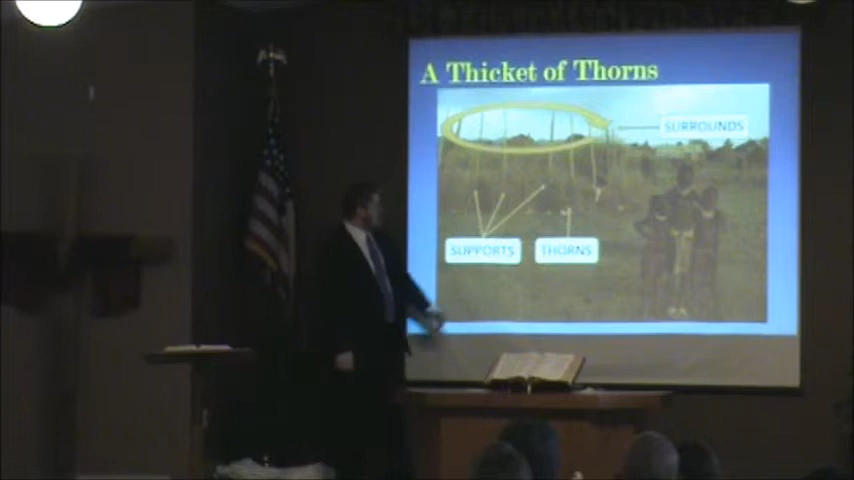 A Thicket of Thorns
SURROUNDS
SUPPORTS
THORNS